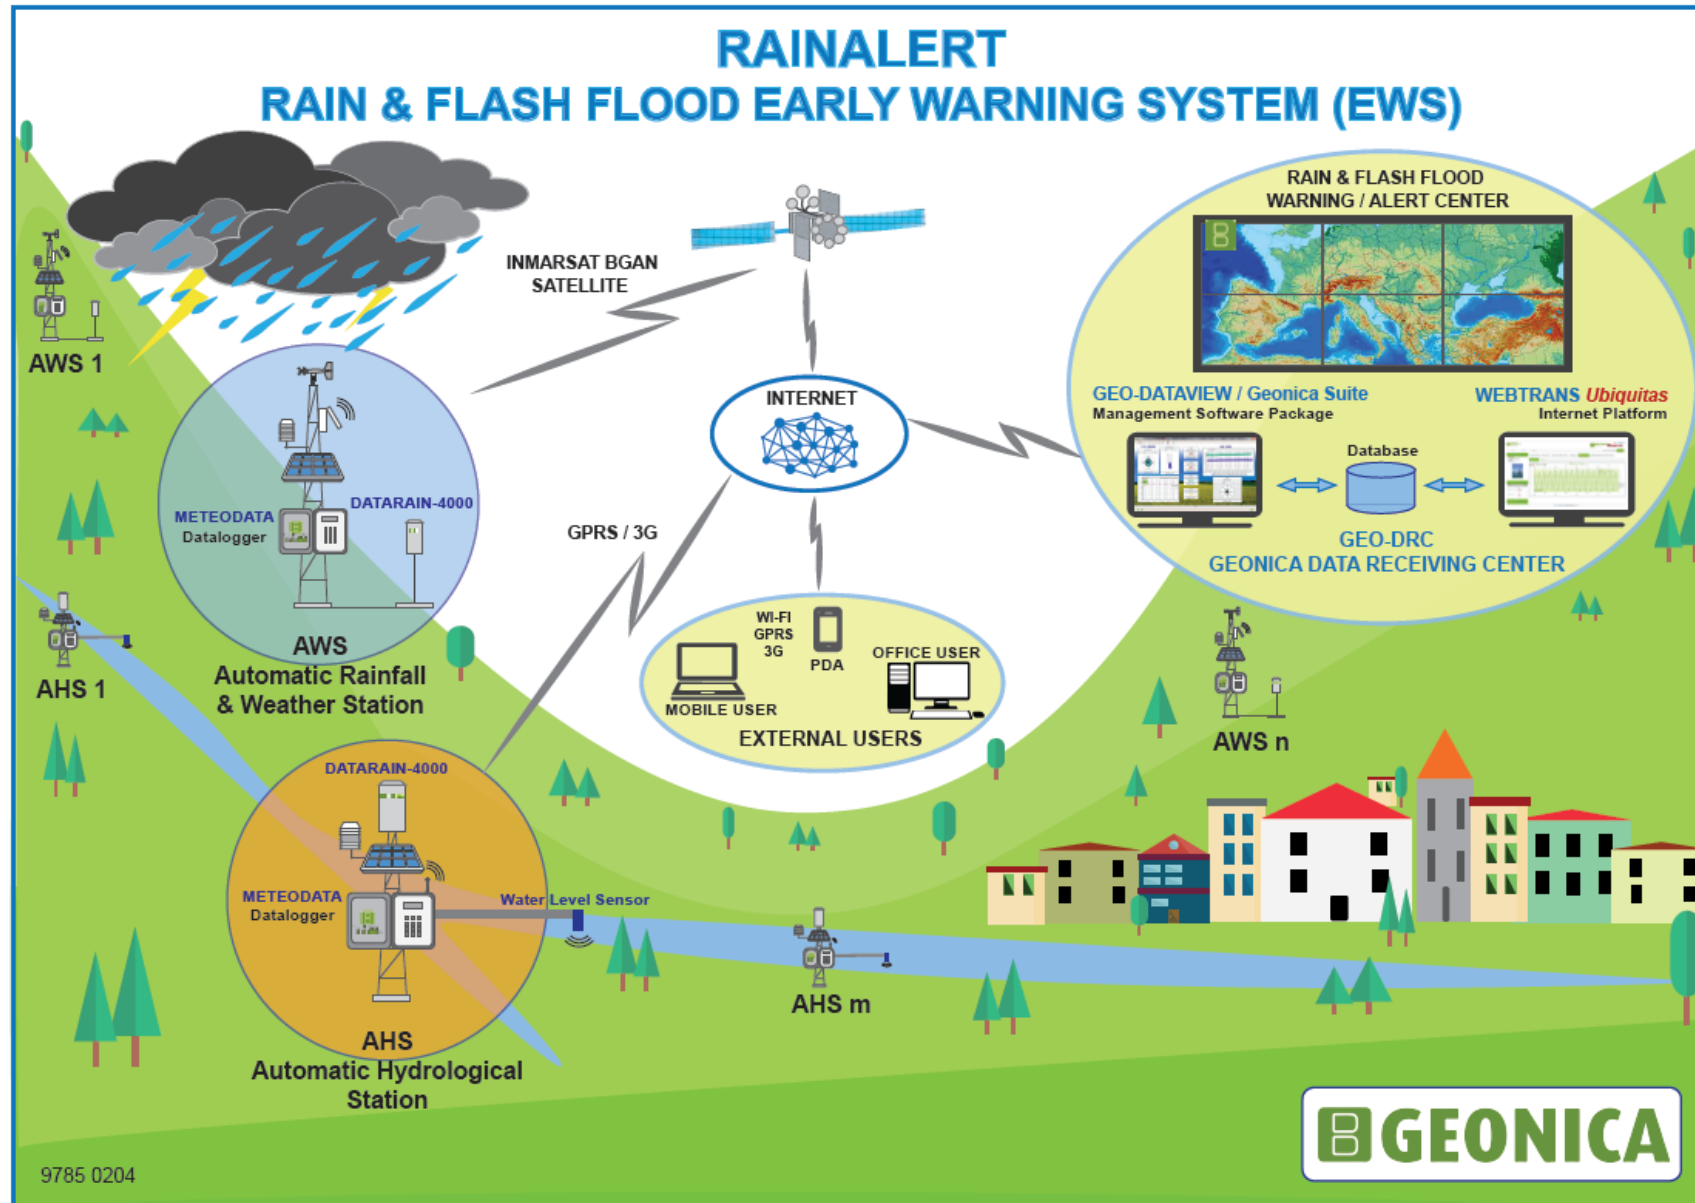 RAINALERT
RAIN & FLASH FLOOD EARLY WARNING SYSTEM (EWS)
RAIN & FLASH FLOOD
WARNING / ALERT CENTER
INMARSAT BGAN
SATELLITE
AWS 1
INTERNET
GEO-DATAVIEW / Geonica Suite
Management Software Package
WEBTRANS Ubiquitas
Internet Platform
Database
GEO-DRC
GEONICA DATA RECEIVING CENTER
METEODATA
Datalogger
DATARAIN-4000
GPRS / 3G
AWS
Automatic Rainfall
& Weather Station
AHS 1
WI-FI
GPRS
3G
PDA
OFFICE USER
MOBILE USER
EXTERNAL USERS
AWS n
DATARAIN-4000
METEODATA
Datalogger
Water Level Sensor
AHS m
AHS
Automatic Hydrological
Station
GEONICA
9785 0204